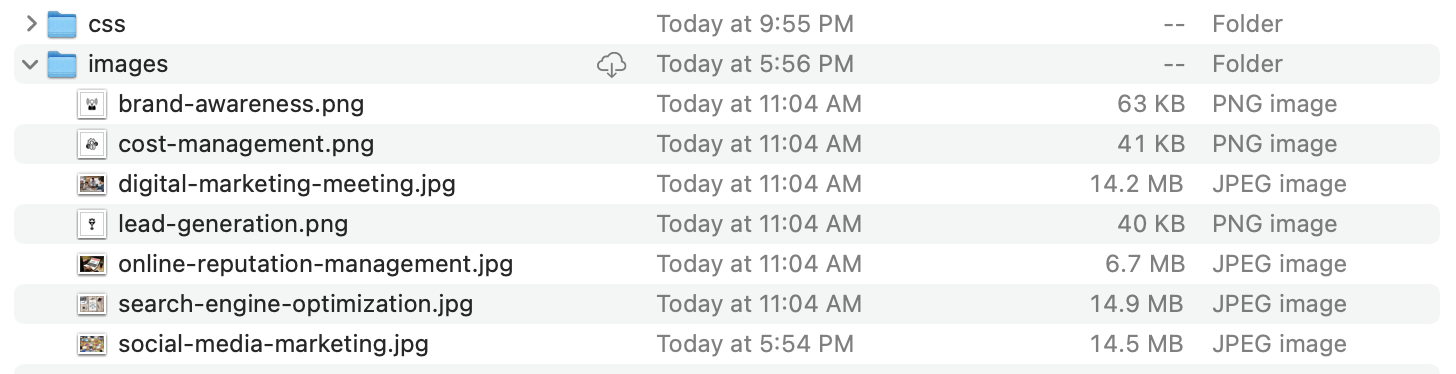 css Today at 9:55 PM -- Folder
images Today at 5:56 PM -- Folder
brand-awareness.png Today at 11:04 AM 63 KB PNG image
cost-management.png Today at 11:04 AM 41 KB PNG image
digital-marketing-meeting.jpg Today at 11:04 AM 14.2 MB JPEG image
lead-generation.png Today at 11:04 AM 40 KB PNG image
online-reputation-management.jpg Today at 11:04 AM 6.7 MB JPEG image
search-engine-optimization.jpg Today at 11:04 AM 14.9 MB JPEG image
social-media-marketing.jpg Today at 5:54 PM 14.5 MB JPEG image